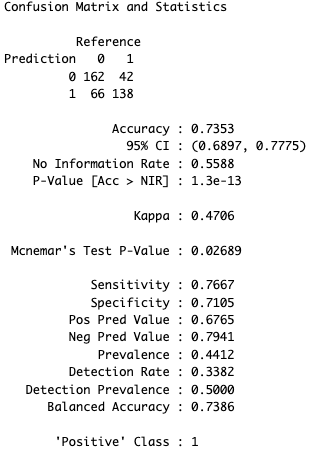 Confusion Matrix and Statistics
Reference
Prediction 0 1
0 162 42
1 66 138
Accuracy : 0.7353
95% CI : (0.6897, 0.7775)
No Information Rate : 0.5588
P-Value [Acc > NIR] : 1.3e-13
Kappa : 0.4706
Mcnemar's Test P-Value : 0.02689
Sensitivity : 0.7667
Specificity : 0.7105
Pos Pred Value : 0.6765
Neg Pred Value : 0.7941
Prevalence : 0.4412
Detection Rate : 0.3382
Detection Prevalence : 0.5000
Balanced Accuracy : 0.7386
'Positive' Class : 1